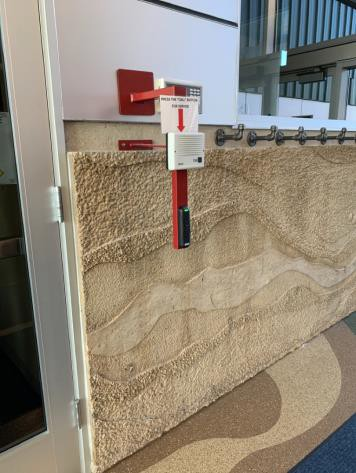 PRESS THE "CALL" BUTTON
FOR SERVICE